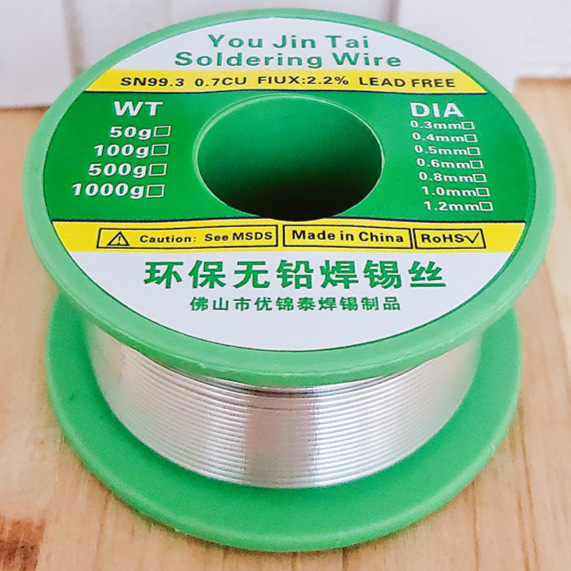 You Jin Tai
Soldering Wire
SN99.3 0.7CU FIUX:2.2% LEAD FREE
WT
50g□
100g□
500g□
1000g□
DIA
0.3mm□
0.4mm□
0.5mm□
0.6mm□
0.8mm□
1.0mm□
1.2mm□
⚠ Caution: See MSDS
Made in China
RoHS√
环保无铅焊锡丝
佛山市优锦泰焊锡制品